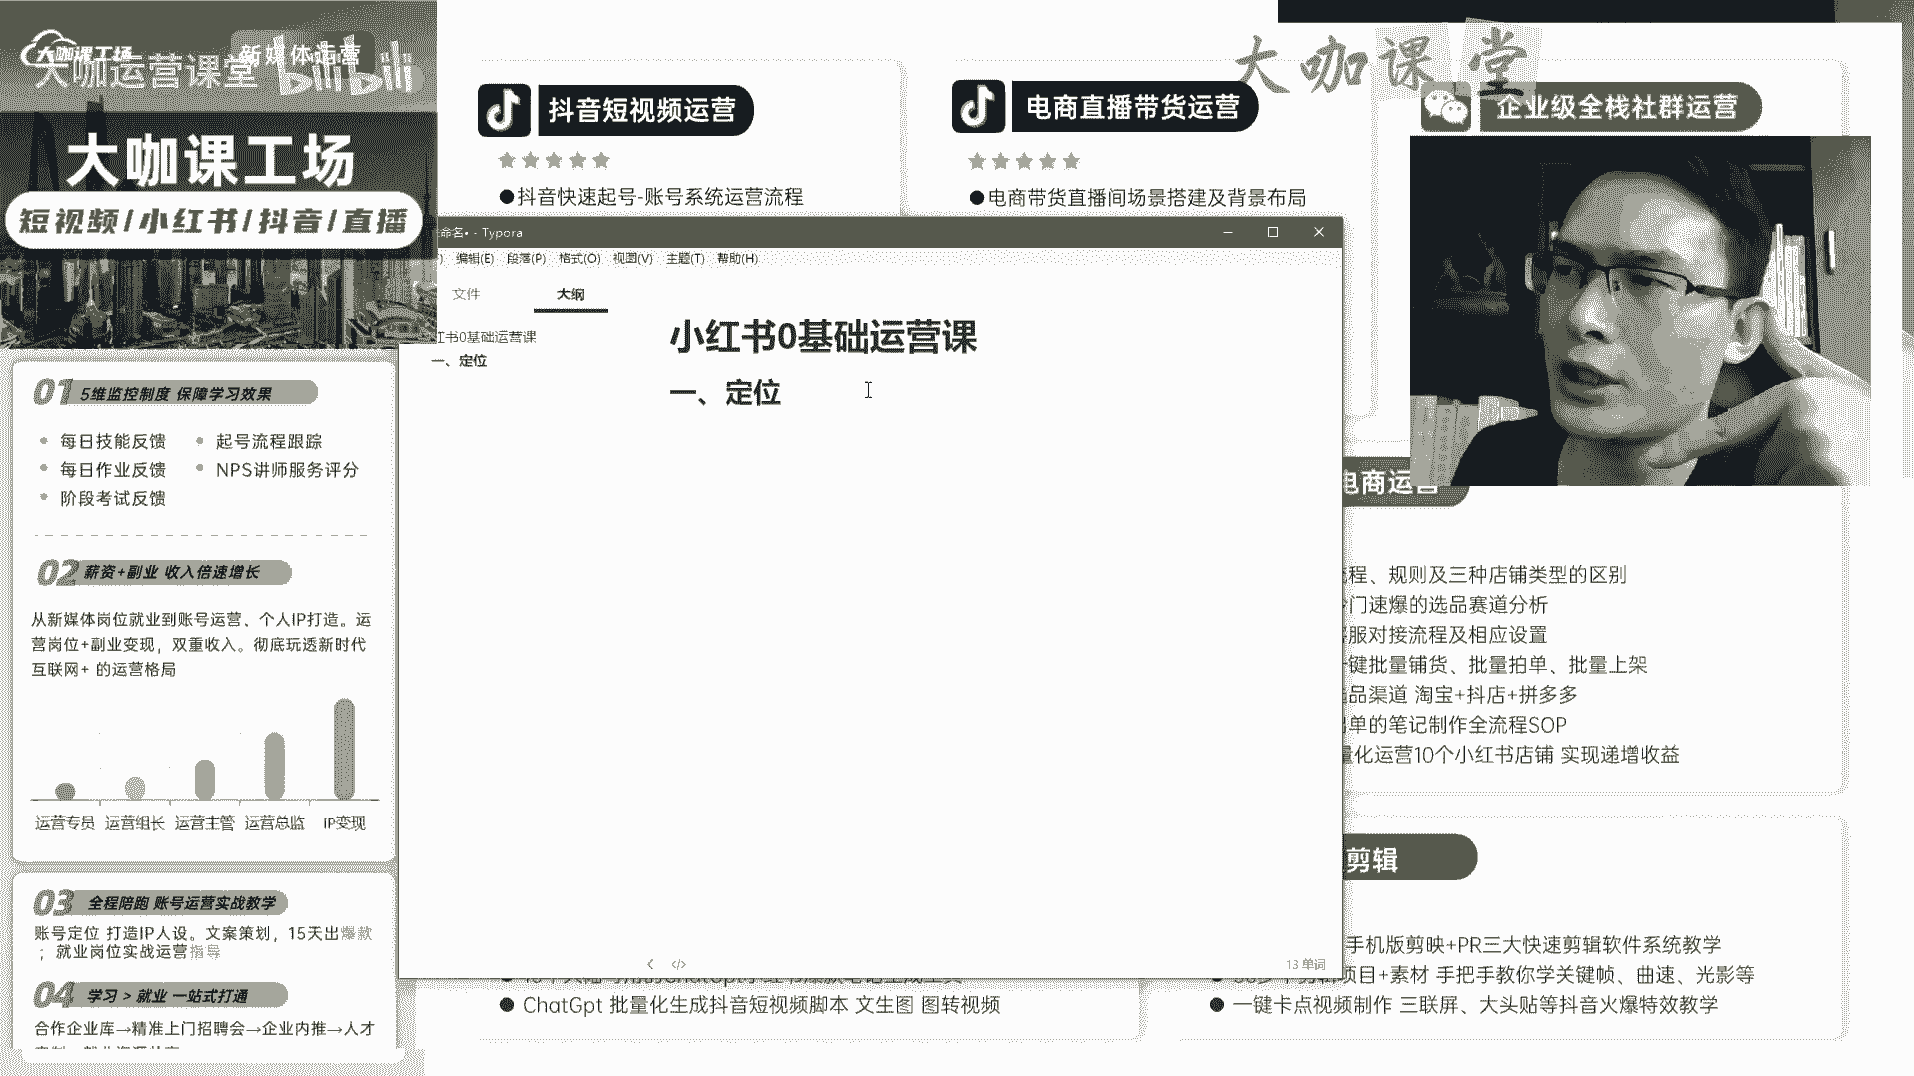 大咖课工场
新媒体运营
大咖运营课堂
bilibili
大咖课工场
短视频/小红书/抖音/直播
01 5维监控制度 保障学习效果
每日技能反馈
起号流程跟踪
每日作业反馈
NPS讲师服务评分
阶段考试反馈
02 薪资+副业 收入倍速增长
从新媒体岗位就业到账号运营、个人IP打造。运
营岗位+副业变现，双重收入。彻底玩透新时代
互联网+ 的运营格局
运营专员 运营组长 运营主管 运营总监 IP变现
03 全程陪跑 账号运营实战教学
账号定位 打造IP人设。文案策划，15天出爆款
；就业岗位实战运营指导
04 学习 > 就业 一站式打通
合作企业库→精准上门招聘会→企业内推→人才
抖音短视频运营
●抖音快速起号-账号系统运营流程
电商直播带货运营
●电商带货直播间场景搭建及背景布局
大咖课堂
企业级全栈社群运营
命名• - Typora
编辑(E) 段落(P) 格式(O) 视图(V) 主题(T) 帮助(H)
文件
大纲
红书0基础运营课
一、定位
小红书0基础运营课
一、定位
13 单词
电商运营
流程、规则及三种店铺类型的区别
冷门速爆的选品赛道分析
客服对接流程及相应设置
一键批量铺货、批量拍单、批量上架
选品渠道 淘宝+抖店+拼多多
出单的笔记制作全流程SOP
量化运营10个小红书店铺 实现递增收益
● ChatGpt 批量化生成抖音短视频脚本 文生图 图转视频
剪辑
手机版剪映+PR三大快速剪辑软件系统教学
项目+素材 手把手教你学关键帧、曲速、光影等
● 一键卡点视频制作 三联屏、大头贴等抖音火爆特效教学